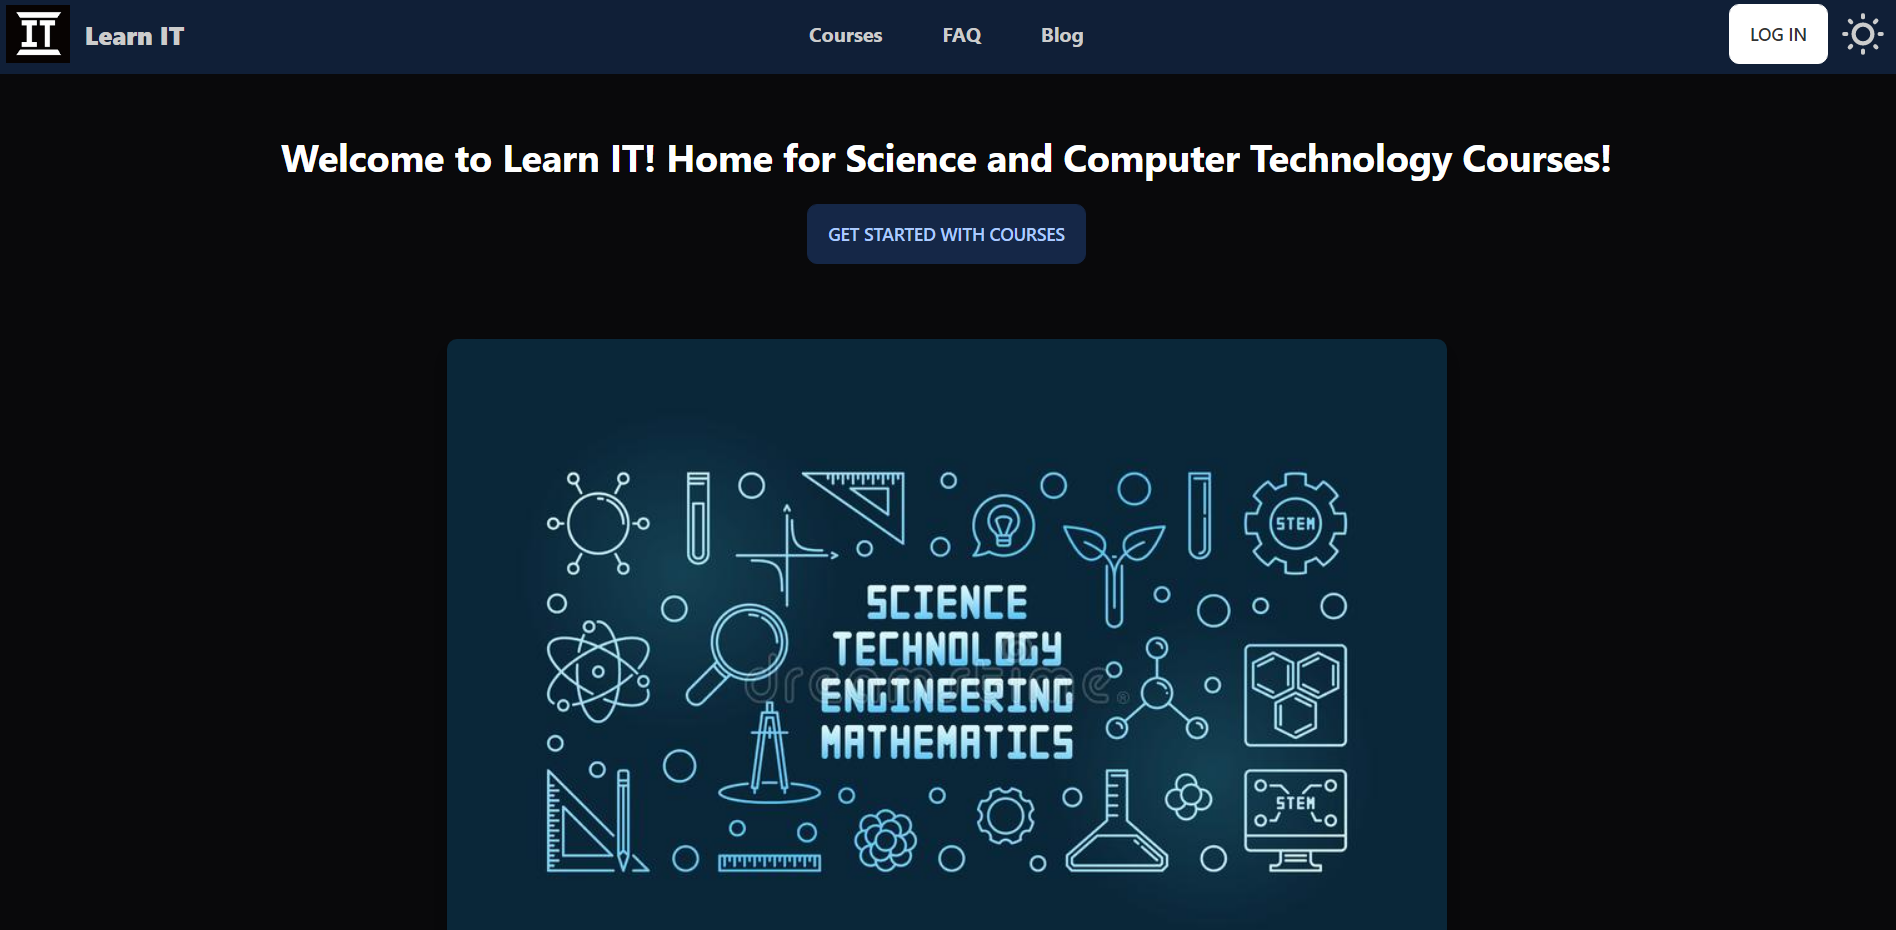 IT
Learn IT
Courses
FAQ
Blog
LOG IN
Welcome to Learn IT! Home for Science and Computer Technology Courses!
GET STARTED WITH COURSES
STEM
SCIENCE
TECHNOLOGY
ENGINEERING
MATHEMATICS
dreamstime.®
STEM